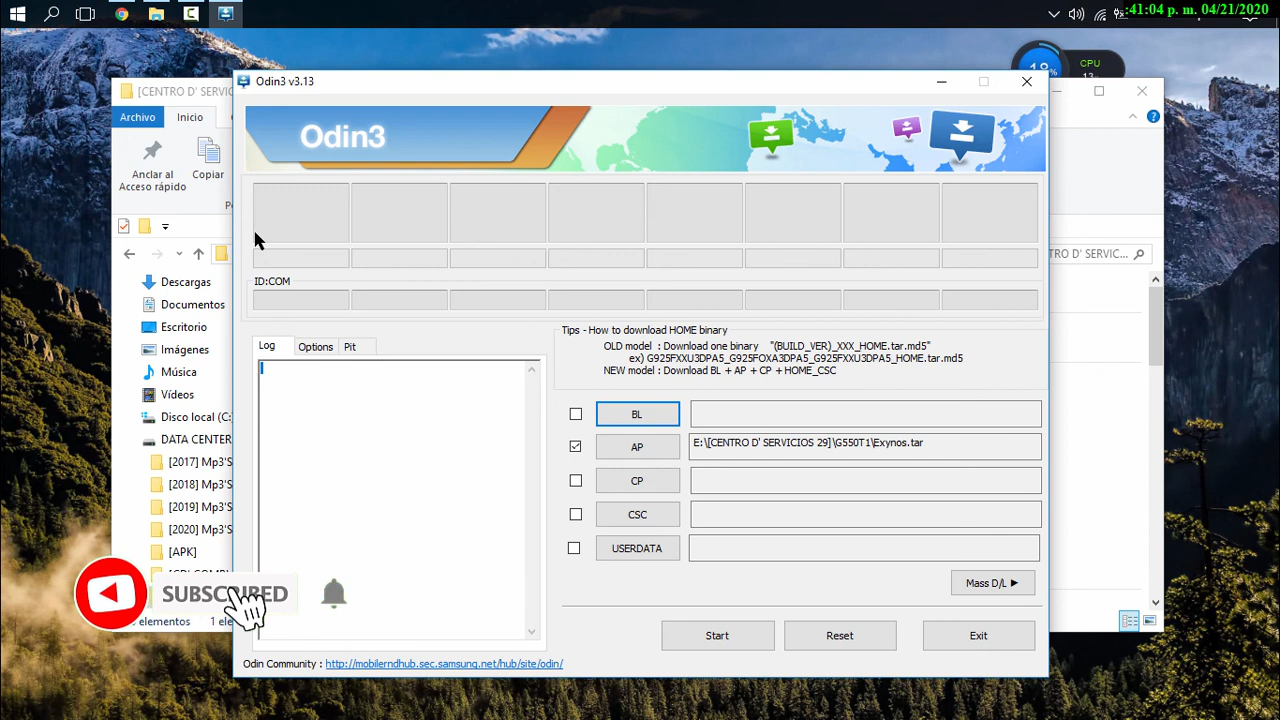 :41:04 p. m. 04/21/2020
CPU
Odin3 v3.13
[CENTRO D' SERVIC
Archivo
Inicio
Odin3
Anclar al
Acceso rápido
Copiar
ID:COM
Descargas
Documentos
Escritorio
Imágenes
Música
Vídeos
Disco local (C:
DATA CENTER
[2017] Mp3'S
[2018] Mp3'S
[2019] Mp3'S
[2020] Mp3'S
[APK]
Log
Options
Pit
Tips - How to download HOME binary
OLD model : Download one binary "(BUILD_VER)_XXX_HOME.tar.md5"
ex) G925FXXU3DPA5_G925FOXA3DPA5_G925FXXU3DPA5_HOME.tar.md5
NEW model : Download BL + AP + CP + HOME_CSC
BL
AP
E:\[CENTRO D' SERVICIOS 29]\G550T1\Exynos.tar
CP
CSC
USERDATA
Mass D/L ▶
Start
Reset
Exit
Odin Community : http://mobilerndhub.sec.samsung.net/hub/site/odin/
SUBSCRIBED
elementos
1 ele
TRO D' SERVIC...